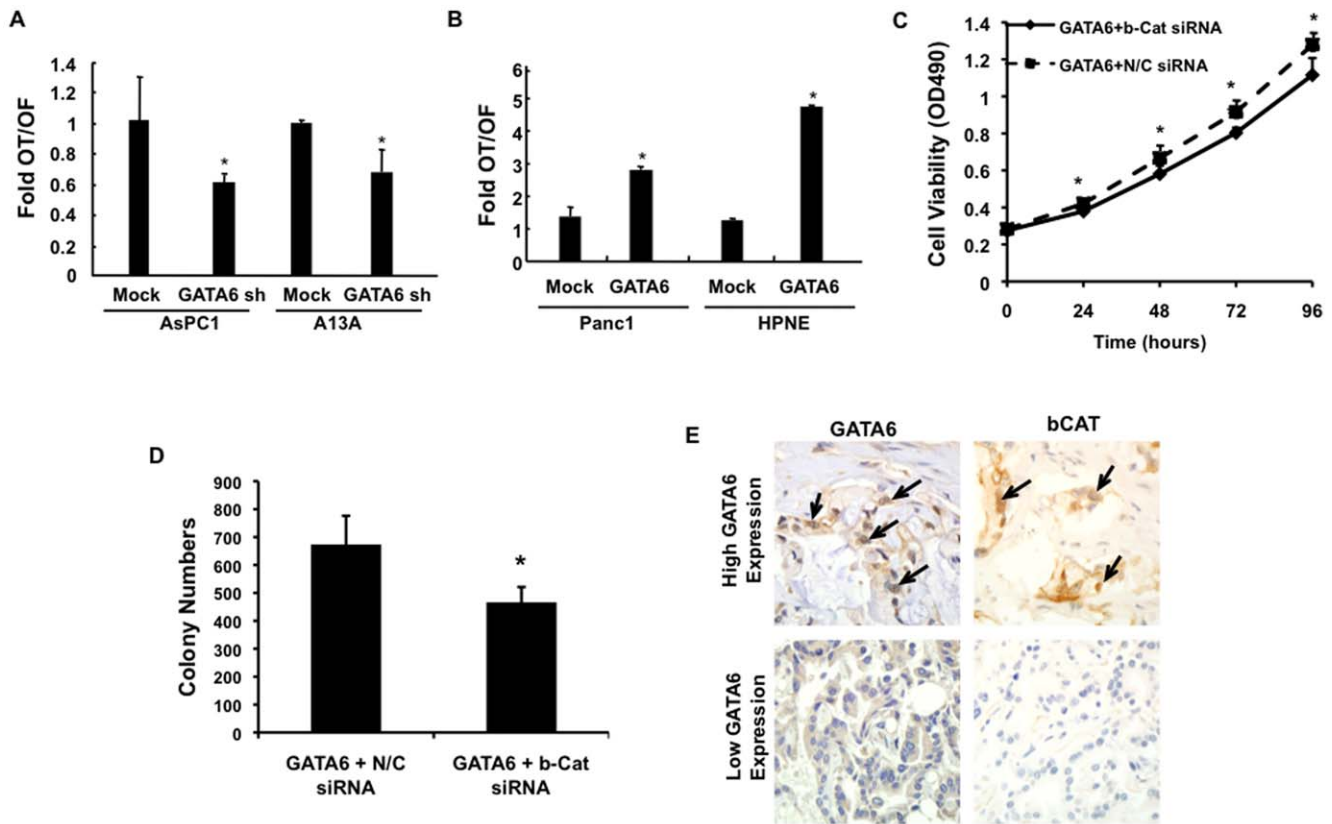 A
Fold OT/OF
1.4
1.2
1
0.8
0.6
0.4
0.2
0
*
*
Mock GATA6 sh Mock GATA6 sh
AsPC1 A13A
B
Fold OT/OF
6
5
4
3
2
1
0
*
*
Mock GATA6 Mock GATA6
Panc1 HPNE
C
Cell Viability (OD490)
1.4
1.2
1
0.8
0.6
0.4
0.2
0
GATA6+b-Cat siRNA
GATA6+N/C siRNA
*
*
*
*
0 24 48 72 96
Time (hours)
D
Colony Numbers
900
800
700
600
500
400
300
200
100
0
*
GATA6 + N/C
siRNA
GATA6 + b-Cat
siRNA
E
GATA6 bCAT
High GATA6
Expression
Low GATA6
Expression